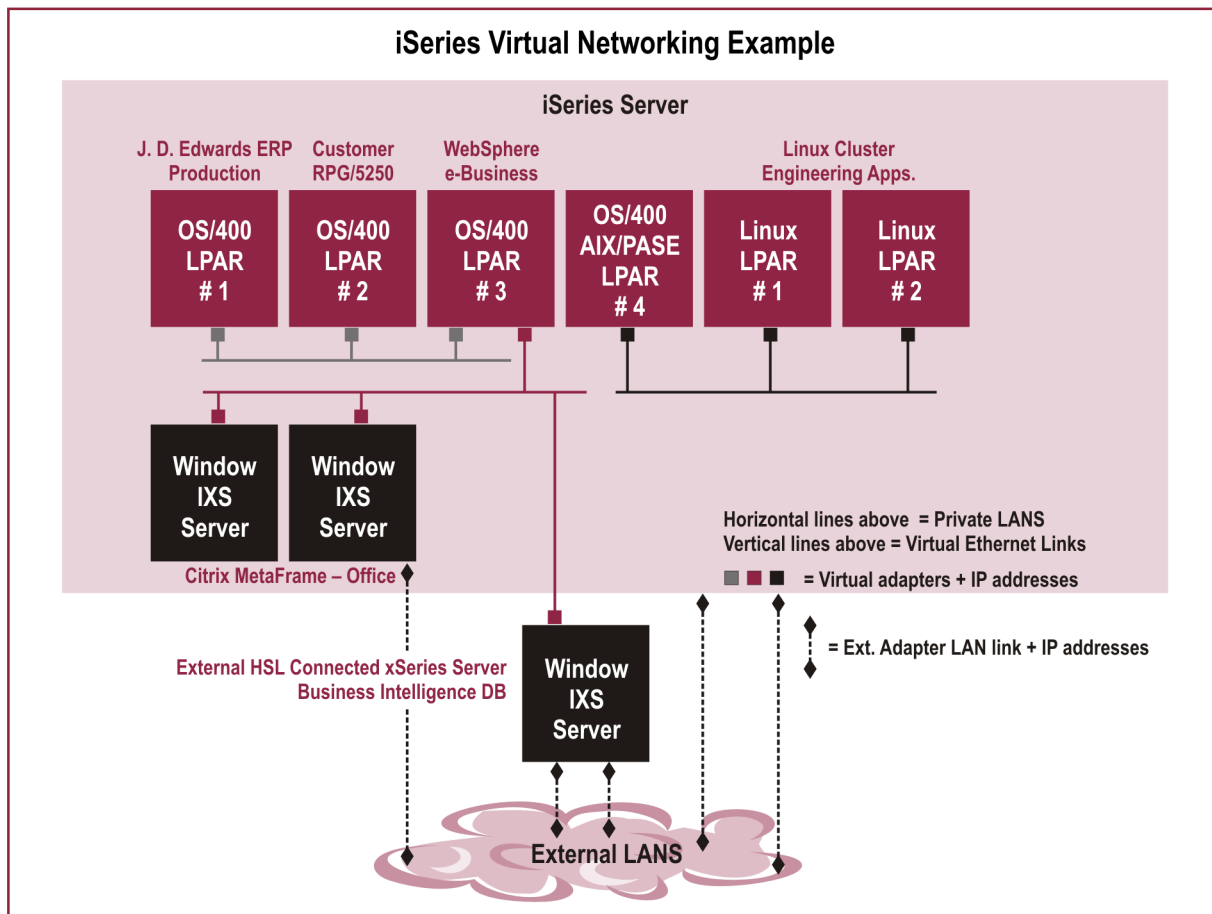 iSeries Virtual Networking Example
iSeries Server
J. D. Edwards ERP
Production
Customer
RPG/5250
WebSphere
e-Business
Linux Cluster
Engineering Apps.
OS/400
LPAR
# 1
OS/400
LPAR
# 2
OS/400
LPAR
# 3
OS/400
AIX/PASE
LPAR
# 4
Linux
LPAR
# 1
Linux
LPAR
# 2
Window
IXS
Server
Window
IXS
Server
Citrix MetaFrame – Office
Horizontal lines above = Private LANS
Vertical lines above = Virtual Ethernet Links
= Virtual adapters + IP addresses
= Ext. Adapter LAN link + IP addresses
External HSL Connected xSeries Server
Business Intelligence DB
Window
IXS
Server
External LANS